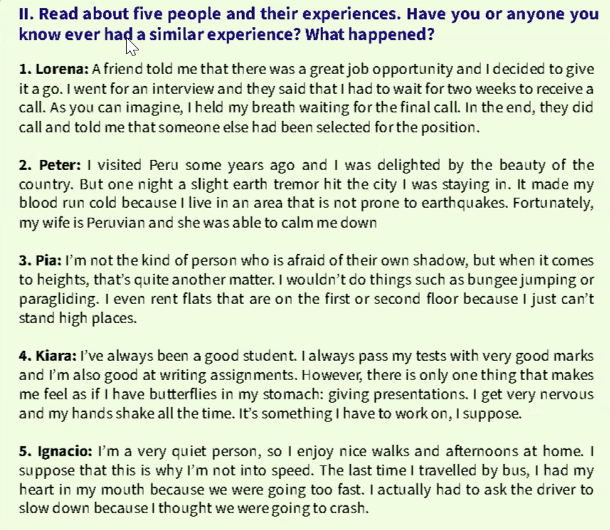 II. Read about five people and their experiences. Have you or anyone you
know ever had a similar experience? What happened?
1. Lorena: A friend told me that there was a great job opportunity and I decided to give
it a go. I went for an interview and they said that I had to wait for two weeks to receive a
call. As you can imagine, I held my breath waiting for the final call. In the end, they did
call and told me that someone else had been selected for the position.
2. Peter: I visited Peru some years ago and I was delighted by the beauty of the
country. But one night a slight earth tremor hit the city I was staying in. It made my
blood run cold because I live in an area that is not prone to earthquakes. Fortunately,
my wife is Peruvian and she was able to calm me down
3. Pia: I'm not the kind of person who is afraid of their own shadow, but when it comes
to heights, that's quite another matter. I wouldn't do things such as bungee jumping or
paragliding. I even rent flats that are on the first or second floor because I just can't
stand high places.
4. Kiara: I've always been a good student. I always pass my tests with very good marks
and I'm also good at writing assignments. However, there is only one thing that makes
me feel as if I have butterflies in my stomach: giving presentations. I get very nervous
and my hands shake all the time. It's something I have to work on, I suppose.
5. Ignacio: I'm a very quiet person, so I enjoy nice walks and afternoons at home. I
suppose that this is why I'm not into speed. The last time I travelled by bus, I had my
heart in my mouth because we were going too fast. I actually had to ask the driver to
slow down because I thought we were going to crash.